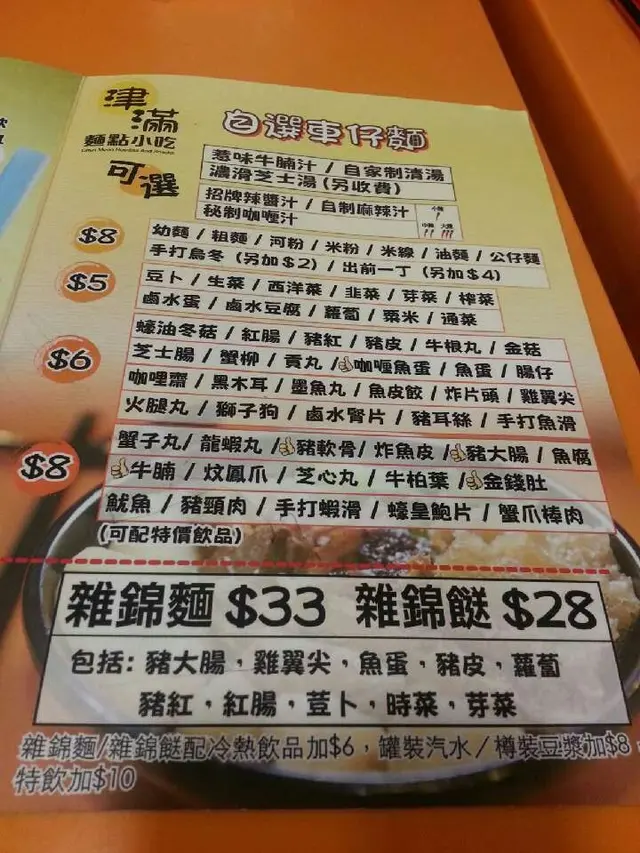 津滿
麵點小吃
可選
自選車仔麵
惹味牛腩汁 / 自家制清湯
濃滑芝士湯 (另收費)
招牌辣醬汁 / 自制麻辣汁
秘制咖喱汁
小辣
中辣 大辣
$8
幼麵 / 粗麵 / 河粉 / 米粉 / 米線 / 油麵 / 公仔麵
手打烏冬 (另加$2) / 出前一丁 (另加$4)
$5
豆卜 / 生菜 / 西洋菜 / 韭菜 / 芽菜 / 榨菜
鹵水蛋 / 鹵水豆腐 / 蘿蔔 / 粟米 / 通菜
$6
蠔油冬菇 / 紅腸 / 豬紅 / 豬皮 / 牛根丸 / 金菇
芝士腸 / 蟹柳 / 貢丸 / 咖喱魚蛋 / 魚蛋 / 腸仔
咖哩齋 / 黑木耳 / 墨魚丸 / 魚皮餃 / 炸片頭 / 雞翼尖
火腿丸 / 獅子狗 / 鹵水腎片 / 豬耳絲 / 手打魚滑
$8
蟹子丸 / 龍蝦丸 / 豬軟骨 / 炸魚皮 / 豬大腸 / 魚腐
牛腩 / 炆鳳爪 / 芝心丸 / 牛柏葉 / 金錢肚
魷魚 / 豬頸肉 / 手打蝦滑 / 蠔皇鮑片 / 蟹爪棒肉
(可配特價飲品)
雜錦麵 $33 雜錦餸 $28
包括: 豬大腸，雞翼尖，魚蛋，豬皮，蘿蔔
豬紅，紅腸，荳卜，時菜，芽菜
雜錦麵/雜錦餸配冷熱飲品加$6，罐裝汽水／樽裝豆漿加$8，
特飲加$10